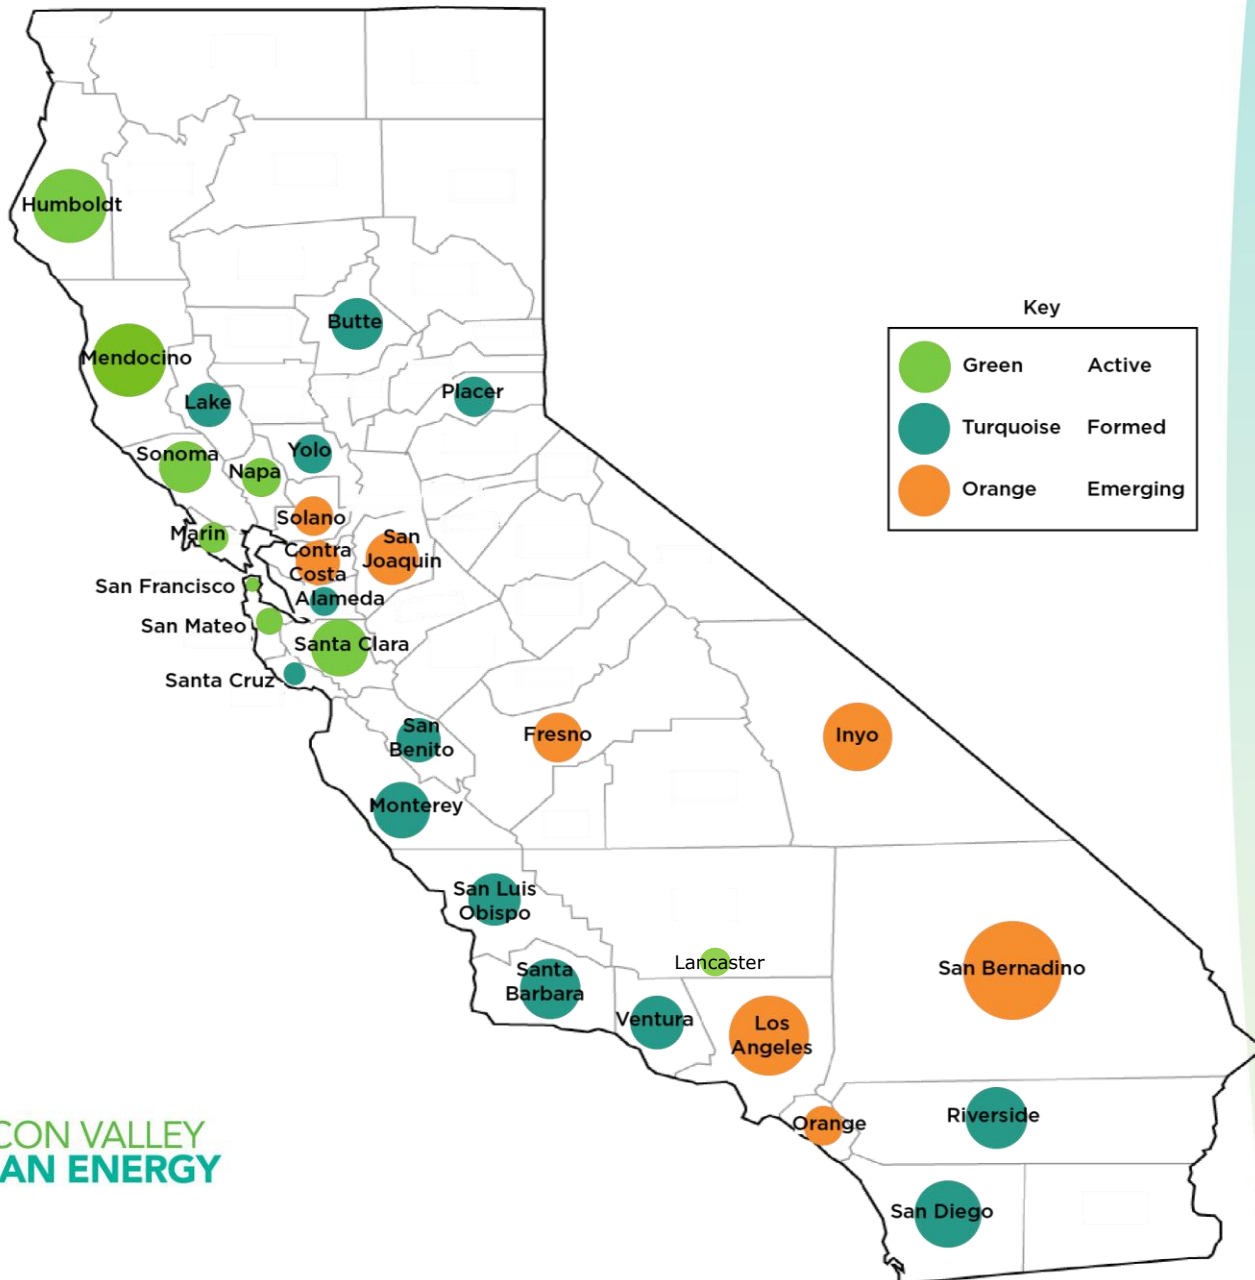 Humboldt
Butte
Mendocino
Placer
Lake
Sonoma
Yolo
Napa
Solano
Marin
San
Joaquin
Contra
Costa
San Francisco
Alameda
San Mateo
Santa Clara
Santa Cruz
San
Benito
Fresno
Inyo
Monterey
San Luis
Obispo
Lancaster
San Bernadino
Santa
Barbara
Ventura
Los
Angeles
Orange
Riverside
San Diego
Key
Green Active
Turquoise Formed
Orange Emerging
CON VALLEY
AN ENERGY